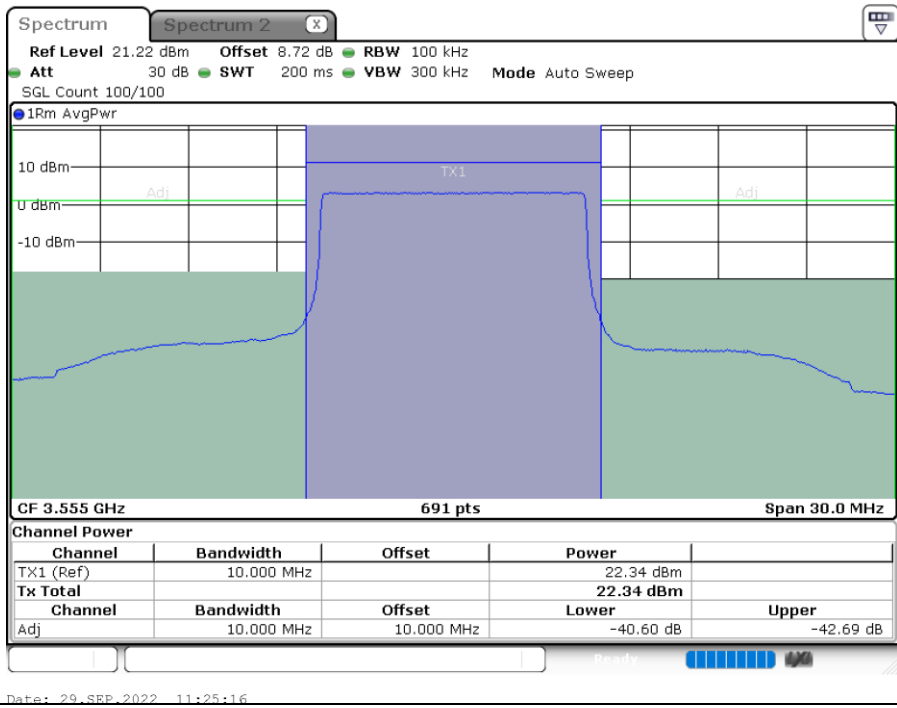 Spectrum Spectrum 2 X
Ref Level 21.22 dBm Offset 8.72 dB RBW 100 kHz
Att 30 dB SWT 200 ms VBW 300 kHz Mode Auto Sweep
SGL Count 100/100
1Rm AvgPwr
10 dBm
TX1
Adj Adj
0 dBm
-10 dBm
CF 3.555 GHz 691 pts Span 30.0 MHz
Channel Power
Channel Bandwidth Offset Power
TX1 (Ref) 10.000 MHz 22.34 dBm
Tx Total 22.34 dBm
Channel Bandwidth Offset Lower Upper
Adj 10.000 MHz 10.000 MHz -40.60 dB -42.69 dB
Ready
Date: 29.SEP.2022 11:25:16